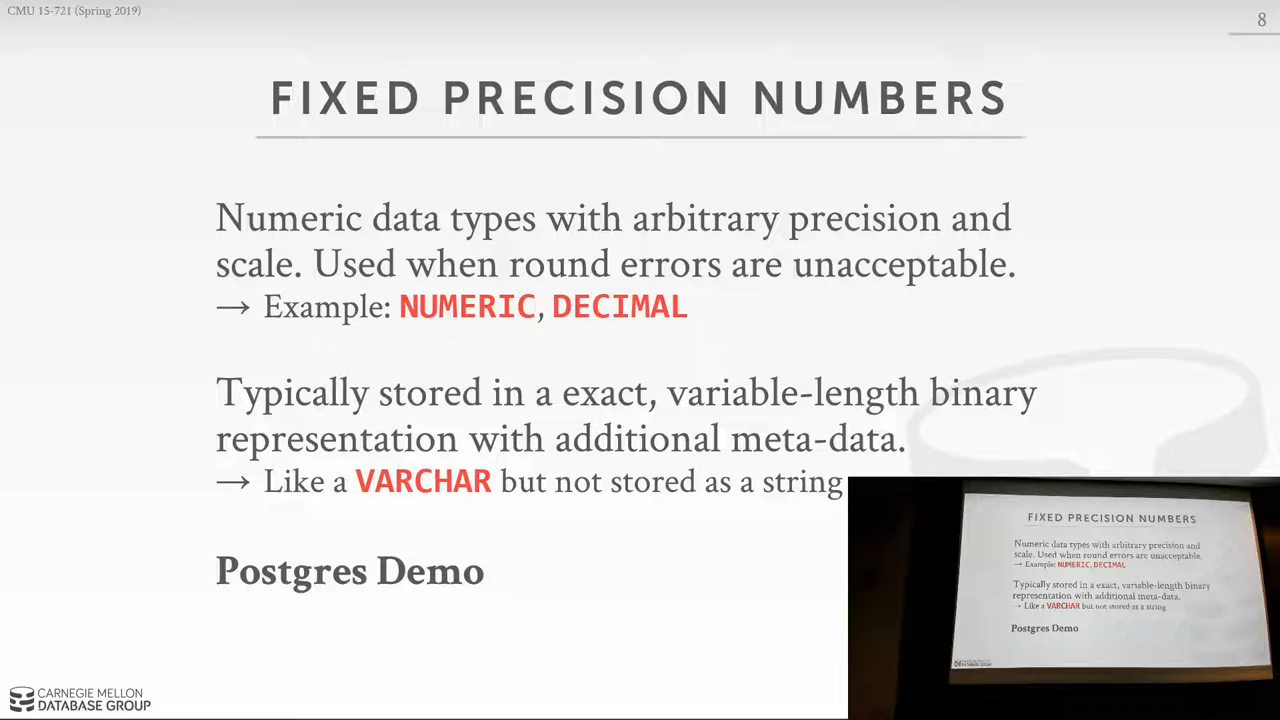 CMU 15-721 (Spring 2019)
8
FIXED PRECISION NUMBERS
Numeric data types with arbitrary precision and
scale. Used when round errors are unacceptable.
→ Example: NUMERIC, DECIMAL
Typically stored in a exact, variable-length binary
representation with additional meta-data.
→ Like a VARCHAR but not stored as a string
Postgres Demo
CARNEGIE MELLON
DATABASE GROUP
FIXED PRECISION NUMBERS
Numeric data types with arbitrary precision and
scale. Used when round errors are unacceptable.
→ Example: NUMERIC, DECIMAL
Typically stored in a exact, variable-length binary
representation with additional meta-data.
→ Like a VARCHAR but not stored as a string
Postgres Demo